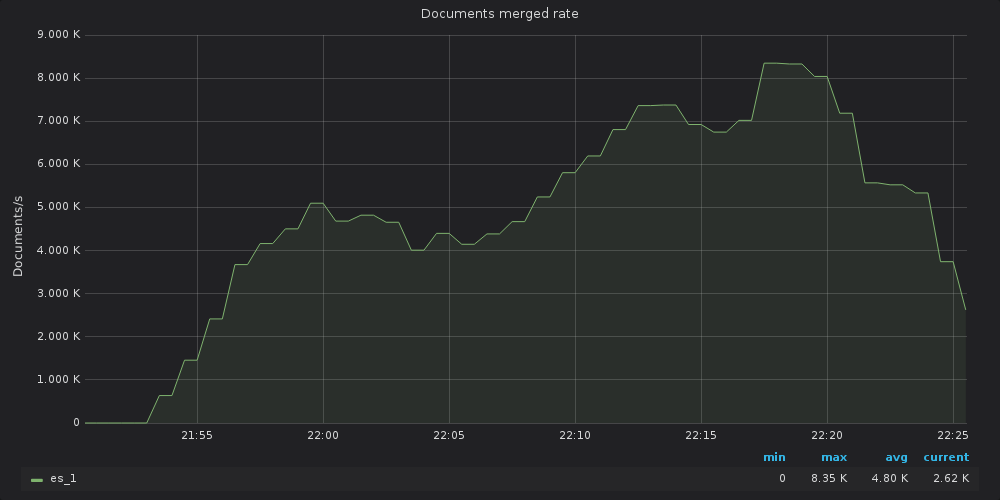 Documents merged rate
Documents/s
9.000 K
8.000 K
7.000 K
6.000 K
5.000 K
4.000 K
3.000 K
2.000 K
1.000 K
0
21:55 22:00 22:05 22:10 22:15 22:20 22:25
min max avg current
es_1 0 8.35 K 4.80 K 2.62 K